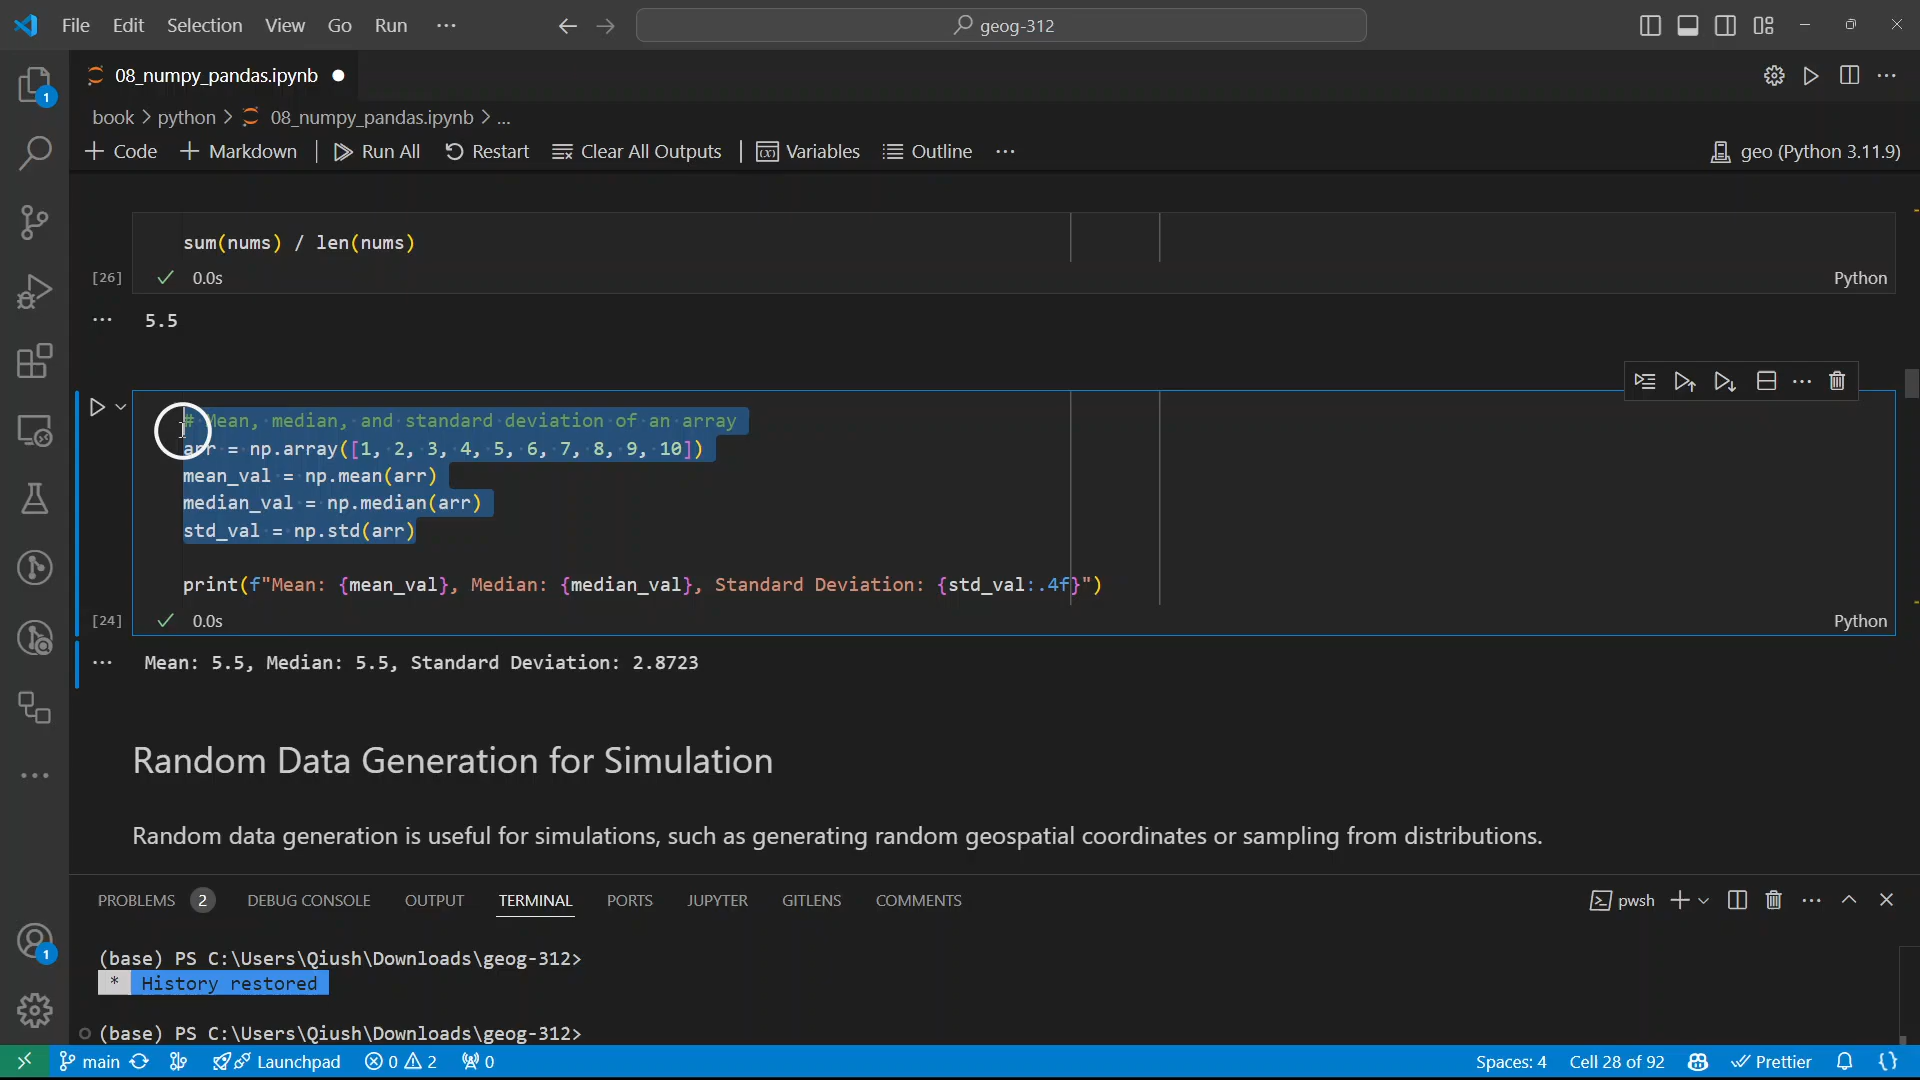 File Edit Selection View Go Run ···
geog-312
08_numpy_pandas.ipynb
book > python > 08_numpy_pandas.ipynb > ...
Code Markdown Run All Restart Clear All Outputs Variables Outline ··· geo (Python 3.11.9)
sum(nums) / len(nums)
[26] 0.0s Python
5.5
# Mean, median, and standard deviation of an array
arr = np.array([1, 2, 3, 4, 5, 6, 7, 8, 9, 10])
mean_val = np.mean(arr)
median_val = np.median(arr)
std_val = np.std(arr)
print(f"Mean: {mean_val}, Median: {median_val}, Standard Deviation: {std_val:.4f}")
[24] 0.0s Python
Mean: 5.5, Median: 5.5, Standard Deviation: 2.8723
Random Data Generation for Simulation
Random data generation is useful for simulations, such as generating random geospatial coordinates or sampling from distributions.
PROBLEMS 2 DEBUG CONSOLE OUTPUT TERMINAL PORTS JUPYTER GITLENS COMMENTS pwsh
(base) PS C:\Users\Qiush\Downloads\geog-312>
* History restored
(base) PS C:\Users\Qiush\Downloads\geog-312>
main Launchpad 0 2 0 Spaces: 4 Cell 28 of 92 Prettier {}
1
1